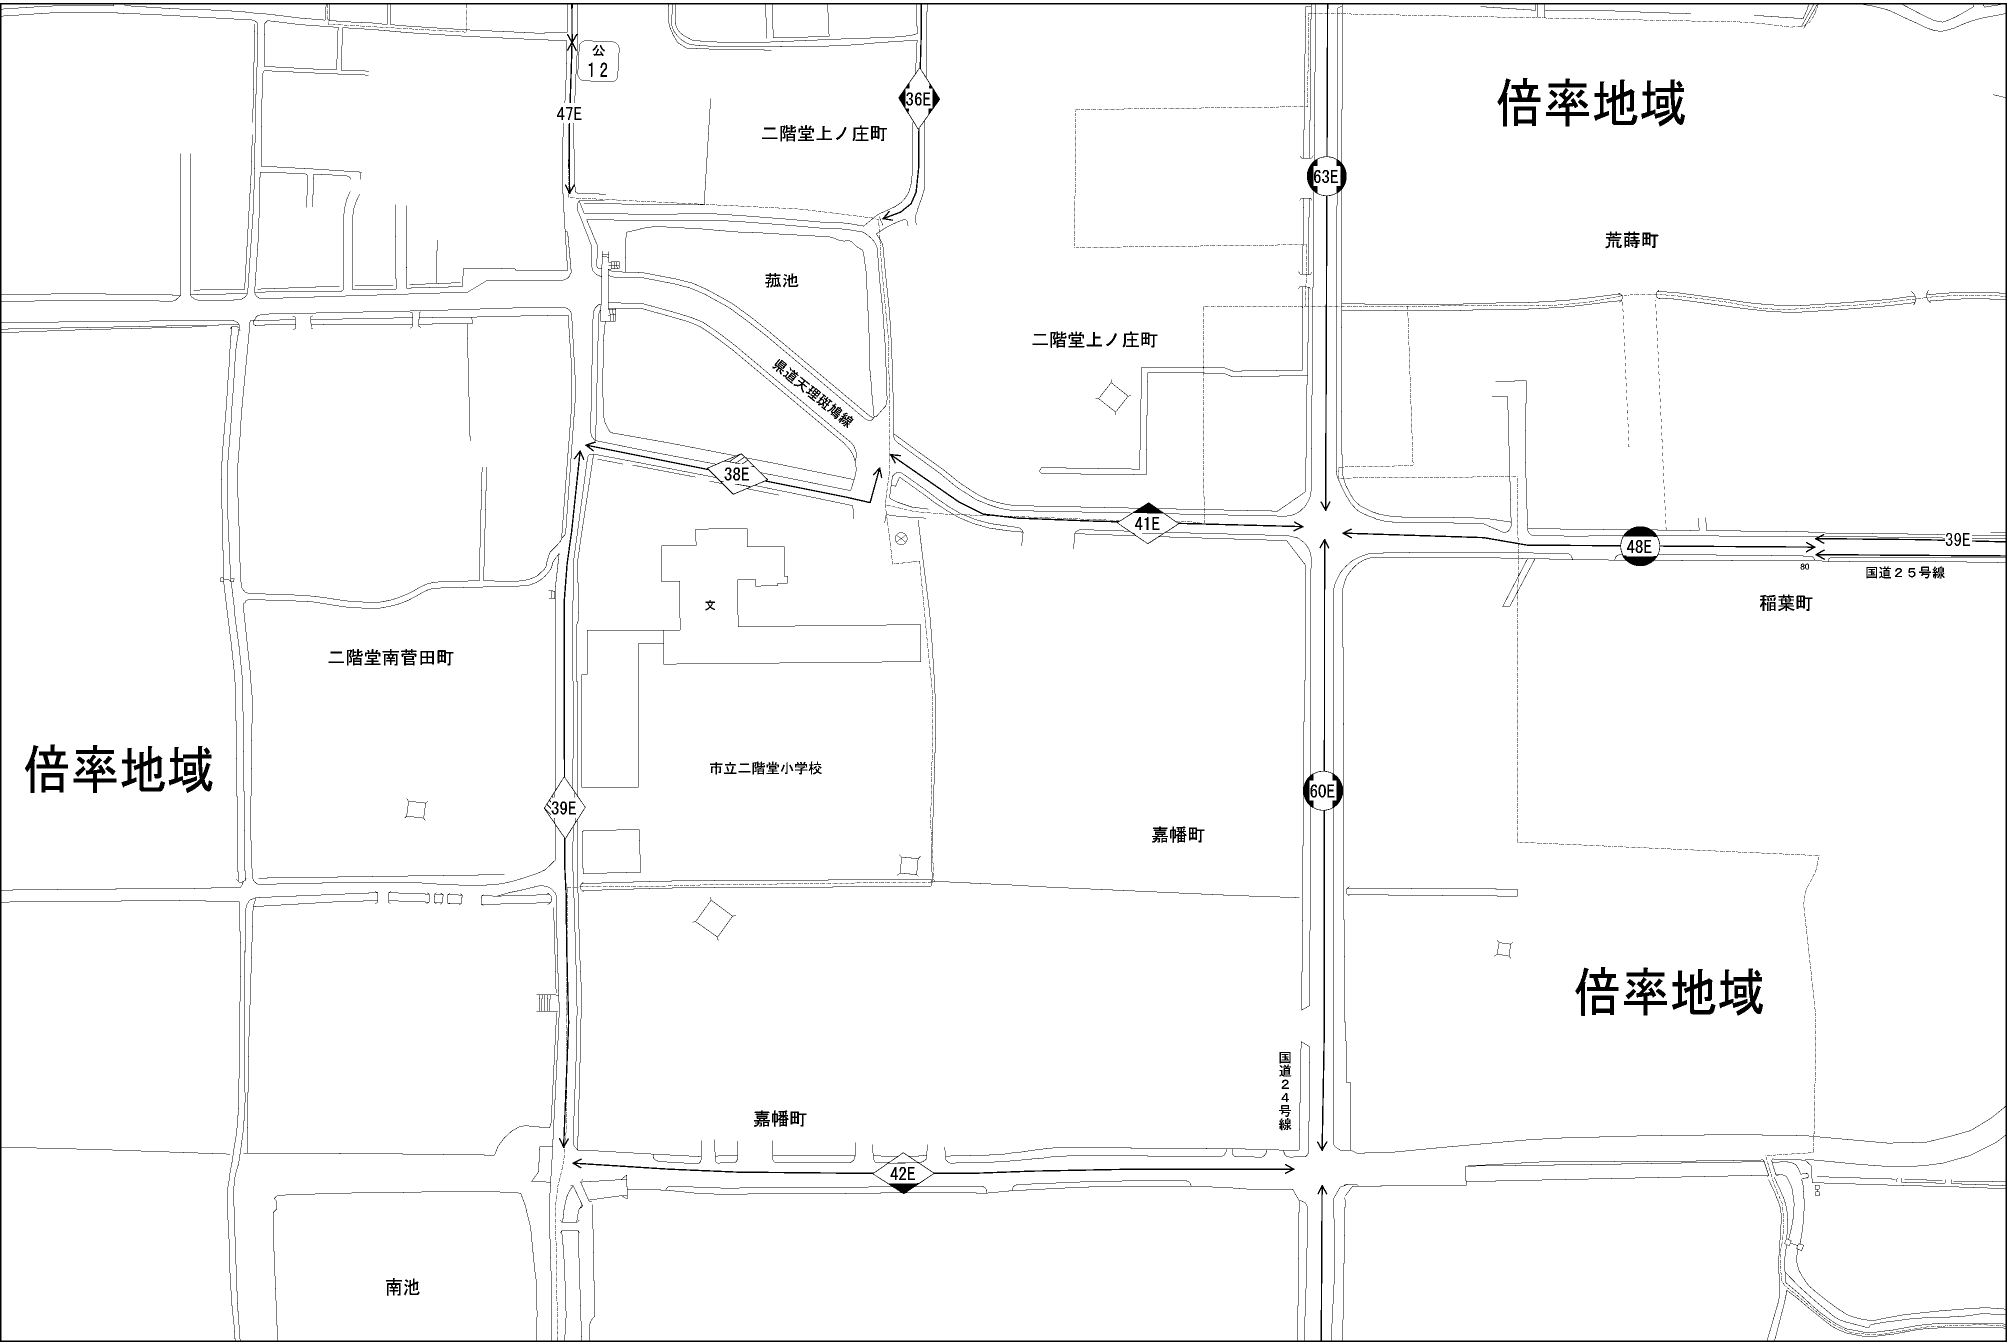 公
12
47E
36E
二階堂上ノ庄町
倍率地域
63E
荒蒔町
菰池
二階堂上ノ庄町
県道天理斑鳩線
38E
41E
48E
39E
80
国道25号線
稲葉町
文
二階堂南菅田町
倍率地域
市立二階堂小学校
60E
39E
嘉幡町
倍率地域
国道24号線
嘉幡町
42E
南池